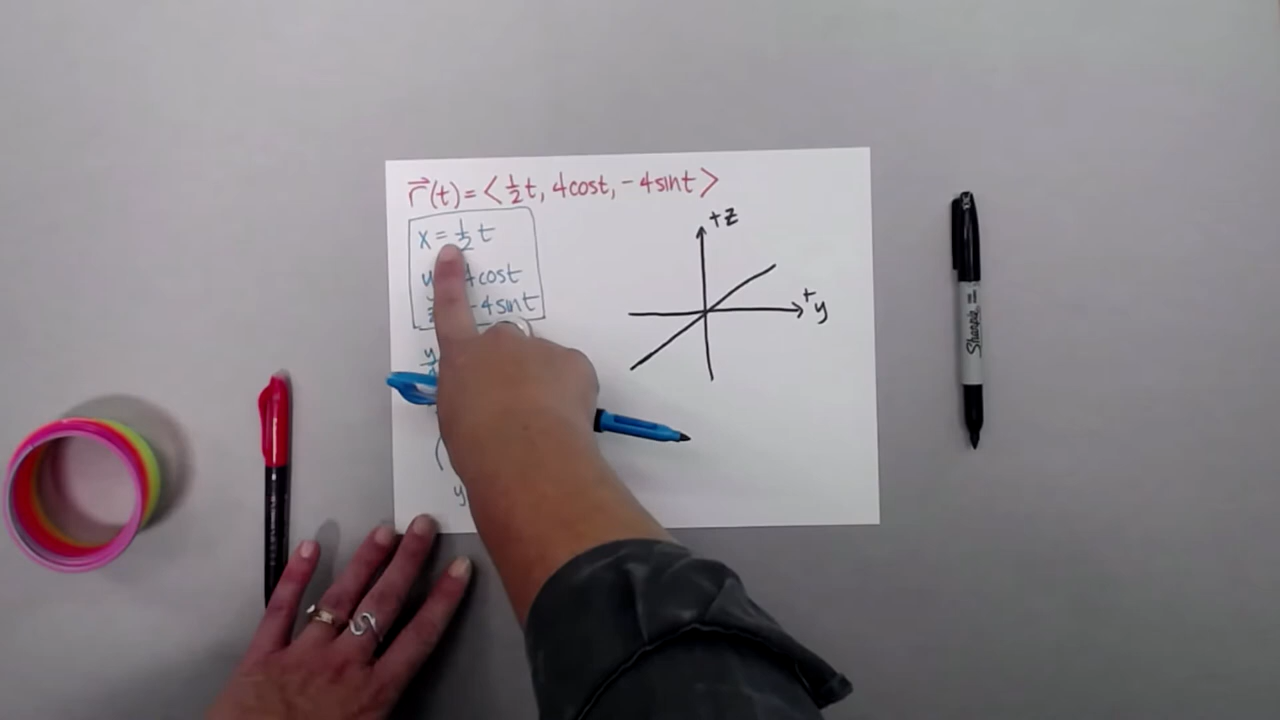 r⃗(t) = <½t, 4cost, -4sint>
x = ½t
y 4cost
z -4sint
y
y
+z
+y
Sharpie